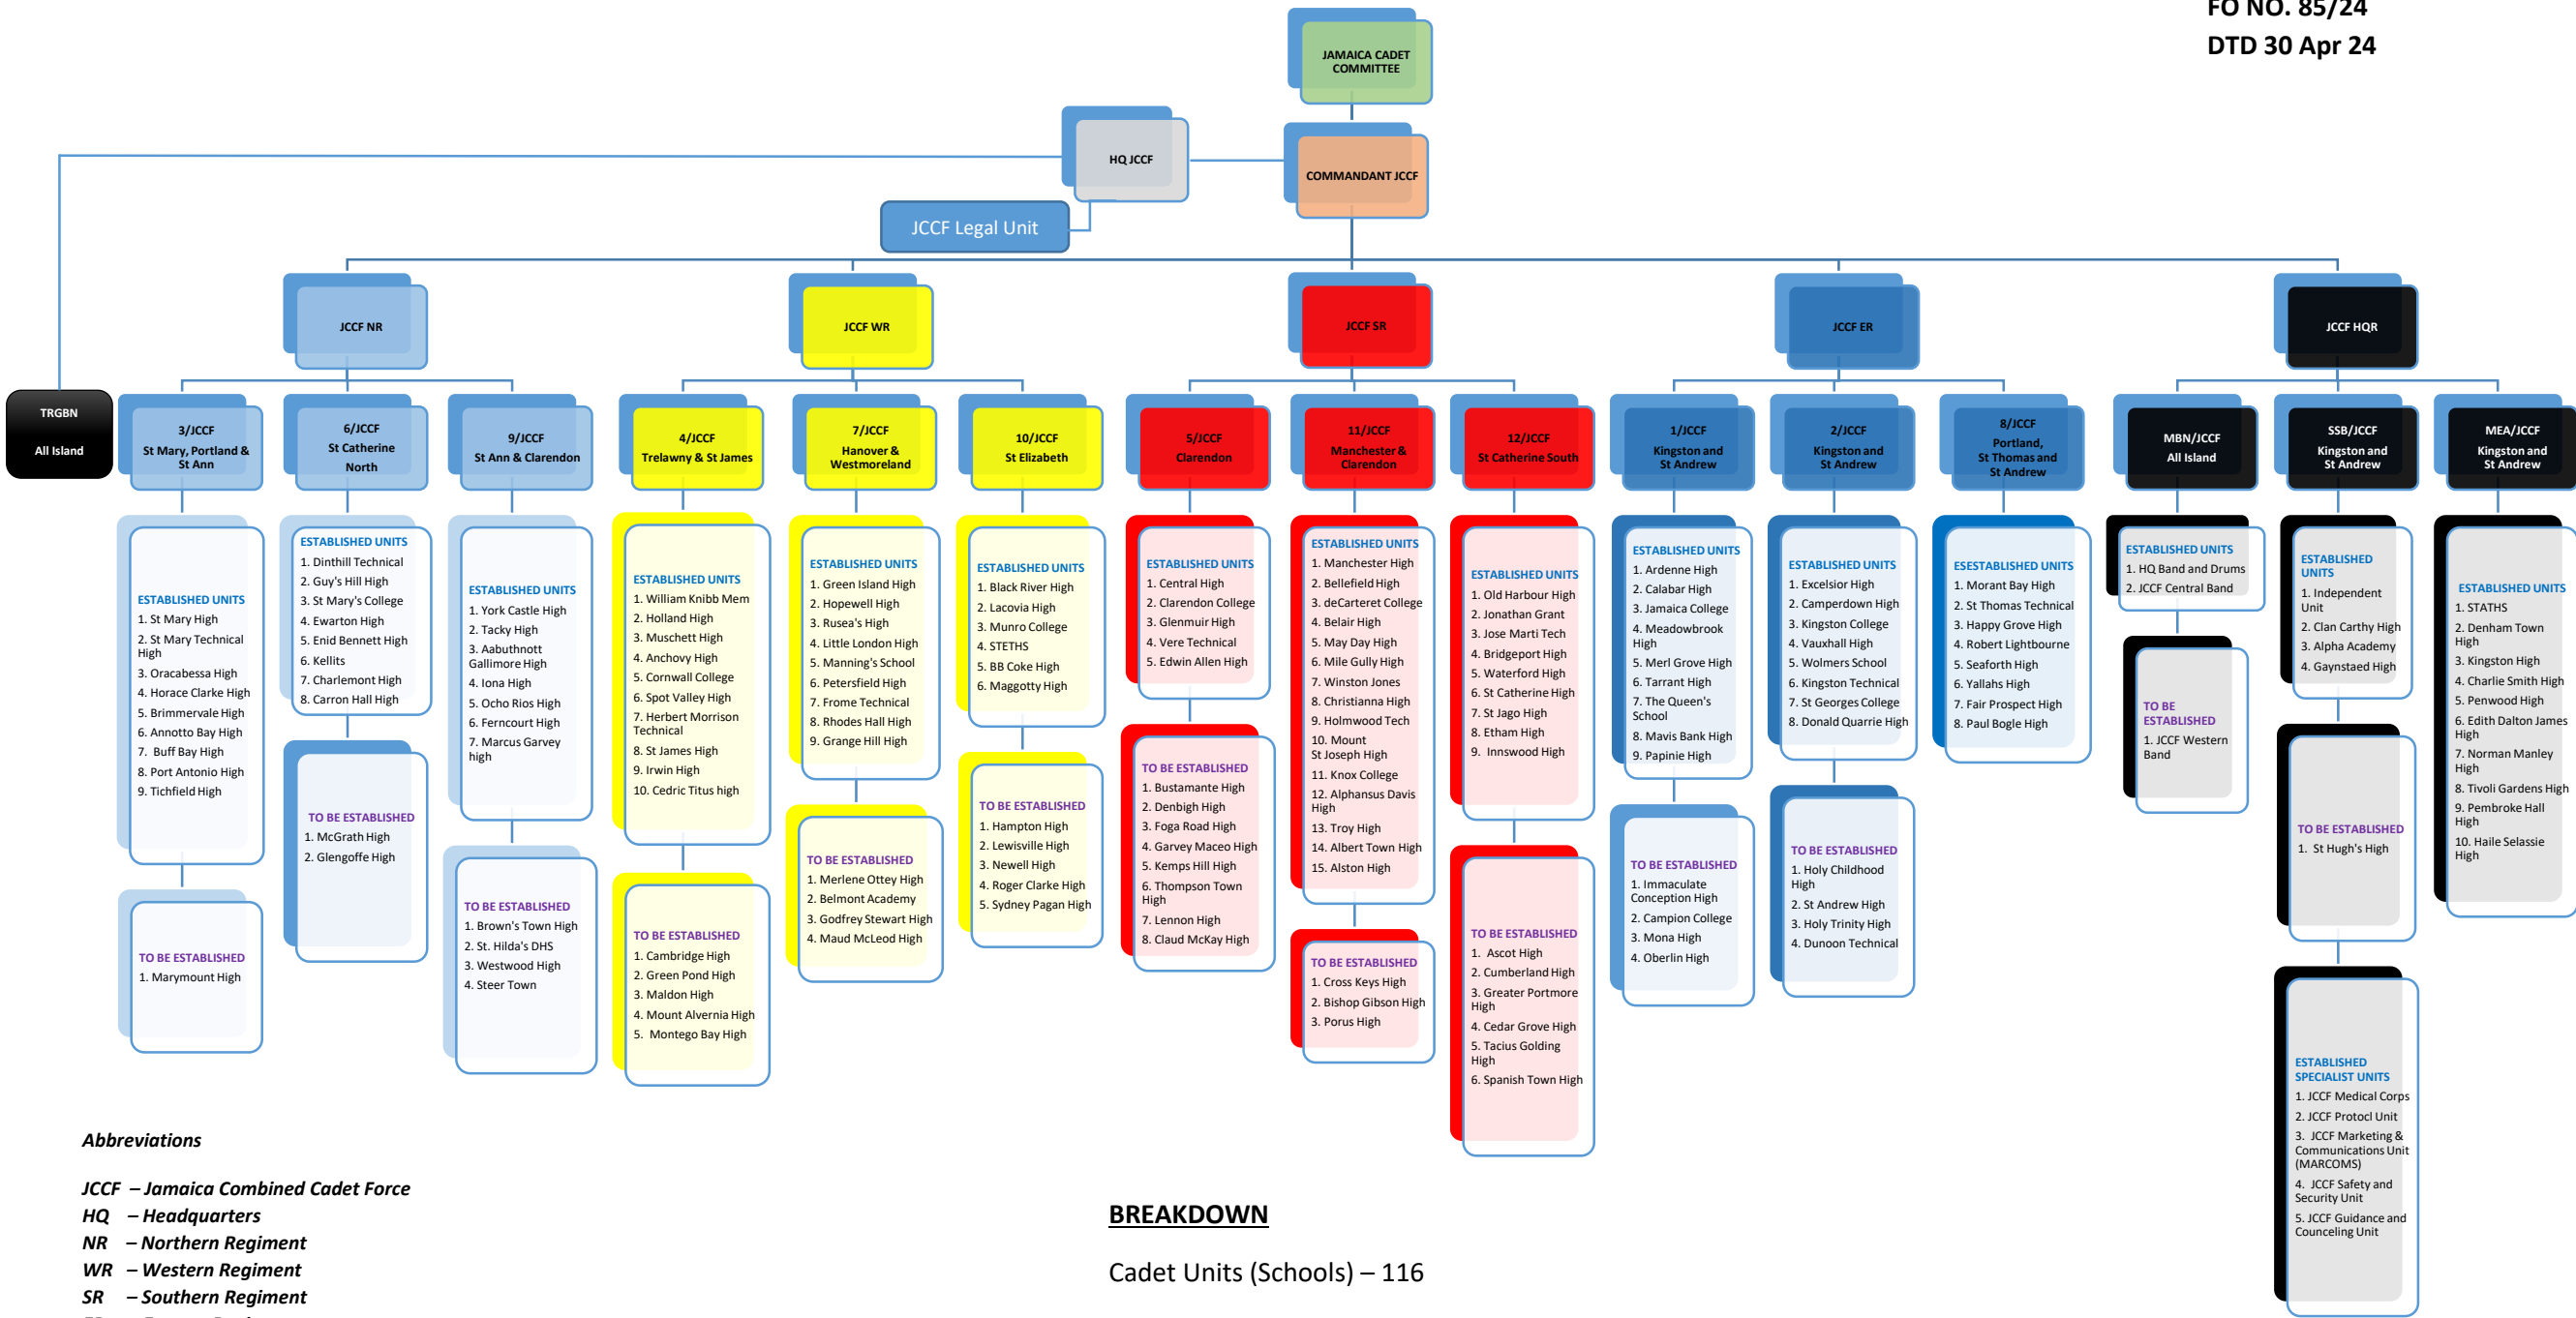 FO NO. 85/24
DTD 30 Apr 24
JAMAICA CADET
COMMITTEE
HQ JCCF
COMMANDANT JCCF
JCCF Legal Unit
JCCF NR
JCCF WR
JCCF SR
JCCF ER
JCCF HQR
TRGBN
All Island
3/JCCF
St Mary, Portland &
St Ann
6/JCCF
St Catherine
North
9/JCCF
St Ann & Clarendon
4/JCCF
Trelawny & St James
7/JCCF
Hanover &
Westmoreland
10/JCCF
St Elizabeth
5/JCCF
Clarendon
11/JCCF
Manchester &
Clarendon
12/JCCF
St Catherine South
1/JCCF
Kingston and
St Andrew
2/JCCF
Kingston and
St Andrew
8/JCCF
Portland,
St Thomas and
St Andrew
MBN/JCCF
All Island
SSB/JCCF
Kingston and
St Andrew
MEA/JCCF
Kingston and
St Andrew
ESTABLISHED UNITS
1. St Mary High
2. St Mary Technical
High
3. Oracabessa High
4. Horace Clarke High
5. Brimmervale High
6. Annotto Bay High
7. Buff Bay High
8. Port Antonio High
9. Tichfield High
TO BE ESTABLISHED
1. Marymount High
ESTABLISHED UNITS
1. Dinthill Technical
2. Guy's Hill High
3. St Mary's College
4. Ewarton High
5. Enid Bennett High
6. Kellits
7. Charlemont High
8. Carron Hall High
TO BE ESTABLISHED
1. McGrath High
2. Glengoffe High
ESTABLISHED UNITS
1. York Castle High
2. Tacky High
3. Aabuthnott
Gallimore High
4. Iona High
5. Ocho Rios High
6. Ferncourt High
7. Marcus Garvey
high
TO BE ESTABLISHED
1. Brown's Town High
2. St. Hilda's DHS
3. Westwood High
4. Steer Town
ESTABLISHED UNITS
1. William Knibb Mem
2. Holland High
3. Muschett High
4. Anchovy High
5. Cornwall College
6. Spot Valley High
7. Herbert Morrison
Technical
8. St James High
9. Irwin High
10. Cedric Titus high
TO BE ESTABLISHED
1. Cambridge High
2. Green Pond High
3. Maldon High
4. Mount Alvernia High
5. Montego Bay High
ESTABLISHED UNITS
1. Green Island High
2. Hopewell High
3. Rusea's High
4. Little London High
5. Manning's School
6. Petersfield High
7. Frome Technical
8. Rhodes Hall High
9. Grange Hill High
TO BE ESTABLISHED
1. Merlene Ottey High
2. Belmont Academy
3. Godfrey Stewart High
4. Maud McLeod High
ESTABLISHED UNITS
1. Black River High
2. Lacovia High
3. Munro College
4. STETHS
5. BB Coke High
6. Maggotty High
TO BE ESTABLISHED
1. Hampton High
2. Lewisville High
3. Newell High
4. Roger Clarke High
5. Sydney Pagan High
ESTABLISHED UNITS
1. Central High
2. Clarendon College
3. Glenmuir High
4. Vere Technical
5. Edwin Allen High
TO BE ESTABLISHED
1. Bustamante High
2. Denbigh High
3. Foga Road High
4. Garvey Maceo High
5. Kemps Hill High
6. Thompson Town
High
7. Lennon High
8. Claud McKay High
ESTABLISHED UNITS
1. Manchester High
2. Bellefield High
3. deCarteret College
4. Belair High
5. May Day High
6. Mile Gully High
7. Winston Jones
8. Christianna High
9. Holmwood Tech
10. Mount
St Joseph High
11. Knox College
12. Alphansus Davis
High
13. Troy High
14. Albert Town High
15. Alston High
TO BE ESTABLISHED
1. Cross Keys High
2. Bishop Gibson High
3. Porus High
ESTABLISHED UNITS
1. Old Harbour High
2. Jonathan Grant
3. Jose Marti Tech
4. Bridgeport High
5. Waterford High
6. St Catherine High
7. St Jago High
8. Etham High
9. Innswood High
TO BE ESTABLISHED
1. Ascot High
2. Cumberland High
3. Greater Portmore
High
4. Cedar Grove High
5. Tacius Golding
High
6. Spanish Town High
ESTABLISHED UNITS
1. Ardenne High
2. Calabar High
3. Jamaica College
4. Meadowbrook
High
5. Merl Grove High
6. Tarrant High
7. The Queen's
School
8. Mavis Bank High
9. Papinie High
TO BE ESTABLISHED
1. Immaculate
Conception High
2. Campion College
3. Mona High
4. Oberlin High
ESTABLISHED UNITS
1. Excelsior High
2. Camperdown High
3. Kingston College
4. Vauxhall High
5. Wolmers School
6. Kingston Technical
7. St Georges College
8. Donald Quarrie High
TO BE ESTABLISHED
1. Holy Childhood
High
2. St Andrew High
3. Holy Trinity High
4. Dunoon Technical
ESESTABLISHED UNITS
1. Morant Bay High
2. St Thomas Technical
3. Happy Grove High
4. Robert Lightbourne
5. Seaforth High
6. Yallahs High
7. Fair Prospect High
8. Paul Bogle High
ESTABLISHED UNITS
1. HQ Band and Drums
2. JCCF Central Band
TO BE
ESTABLISHED
1. JCCF Western
Band
ESTABLISHED
UNITS
1. Independent
Unit
2. Clan Carthy High
3. Alpha Academy
4. Gaynstaed High
TO BE ESTABLISHED
1. St Hugh's High
ESTABLISHED
SPECIALIST UNITS
1. JCCF Medical Corps
2. JCCF Protocl Unit
3. JCCF Marketing &
Communications Unit
(MARCOMS)
4. JCCF Safety and
Security Unit
5. JCCF Guidance and
Counceling Unit
ESTABLISHED UNITS
1. STATHS
2. Denham Town
High
3. Kingston High
4. Charlie Smith High
5. Penwood High
6. Edith Dalton James
High
7. Norman Manley
High
8. Tivoli Gardens High
9. Pembroke Hall
High
10. Haile Selassie
High
Abbreviations
JCCF – Jamaica Combined Cadet Force
HQ – Headquarters
NR – Northern Regiment
WR – Western Regiment
SR – Southern Regiment
BREAKDOWN
Cadet Units (Schools) – 116